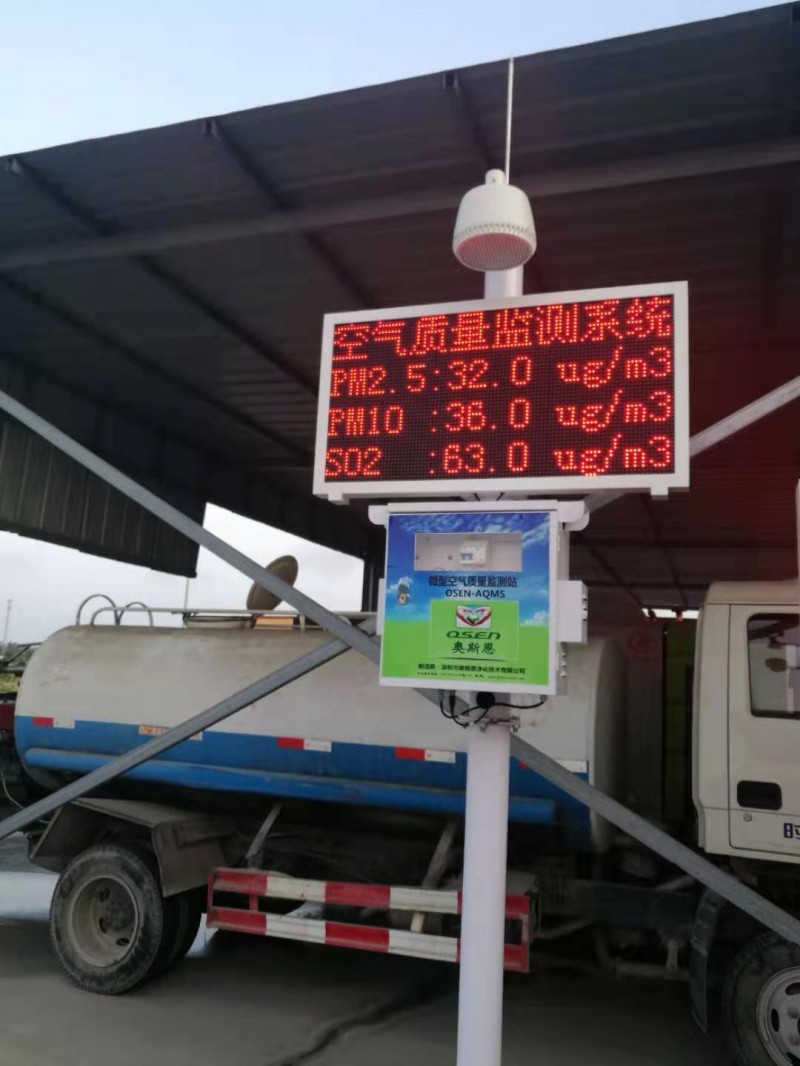 空气质量监测系统
PM2.5:32.0 ug/m3
PM10 :36.0 ug/m3
SO2 :63.0 ug/m3
微型空气质量监测站
OSEN-AQMS
OSEN
奥斯恩